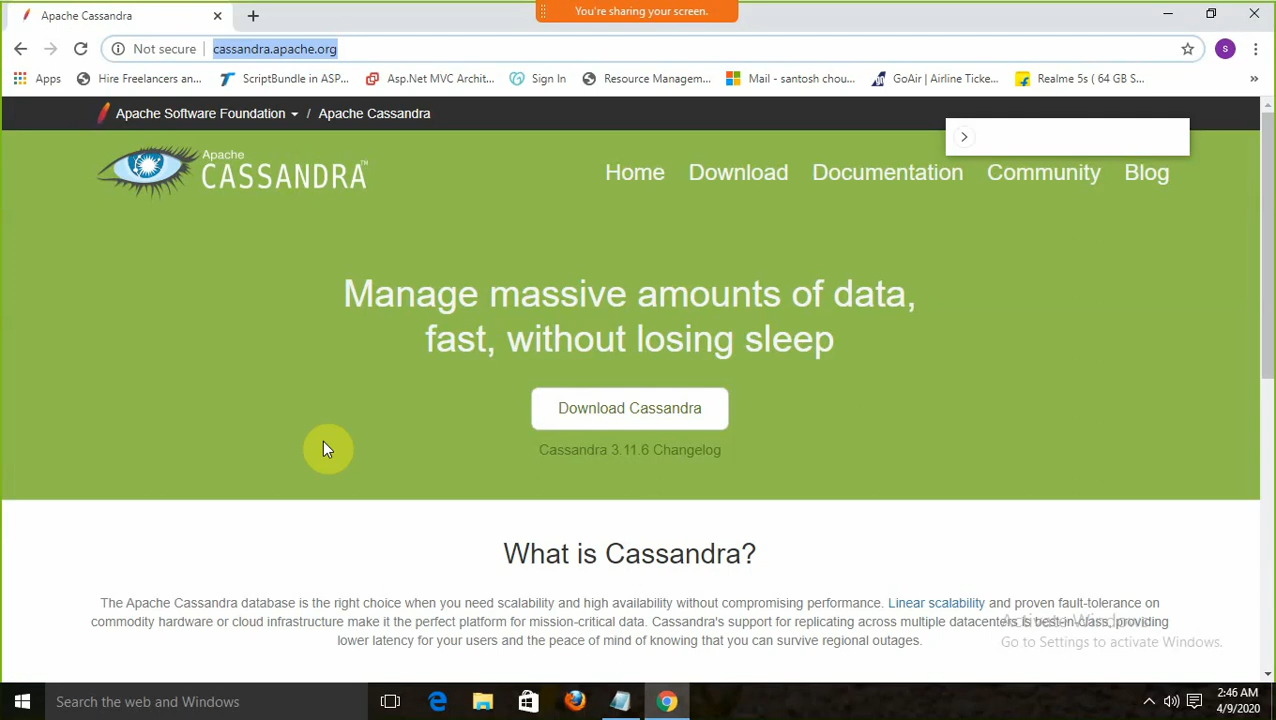 Apache Cassandra
You're sharing your screen.
Not secure
cassandra.apache.org
s
Apps
Hire Freelancers an...
ScriptBundle in ASP...
Asp.Net MVC Archit...
Sign In
Resource Managem...
Mail - santosh chou...
GoAir | Airline Ticke...
Realme 5s ( 64 GB S...
»
Apache Software Foundation / Apache Cassandra
Apache
CASSANDRA™
Home Download Documentation Community Blog
Manage massive amounts of data,
fast, without losing sleep
Download Cassandra
Cassandra 3.11.6 Changelog
What is Cassandra?
The Apache Cassandra database is the right choice when you need scalability and high availability without compromising performance. Linear scalability and proven fault-tolerance on
commodity hardware or cloud infrastructure make it the perfect platform for mission-critical data. Cassandra's support for replicating across multiple datacenters is best-in-class, providing
lower latency for your users and the peace of mind of knowing that you can survive regional outages.
Activate Windows
Go to Settings to activate Windows.
Search the web and Windows
2:46 AM
4/9/2020